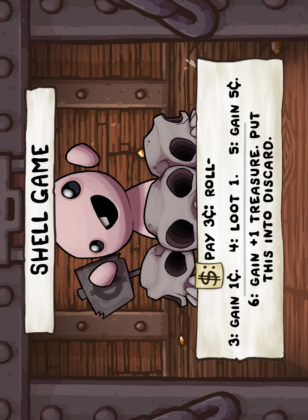 SHELL GAME
$: PAY 3¢: ROLL-
3: GAIN 1¢. 4: LOOT 1. 5: GAIN 5¢.
6: GAIN +1 TREASURE. PUT
THIS INTO DISCARD.